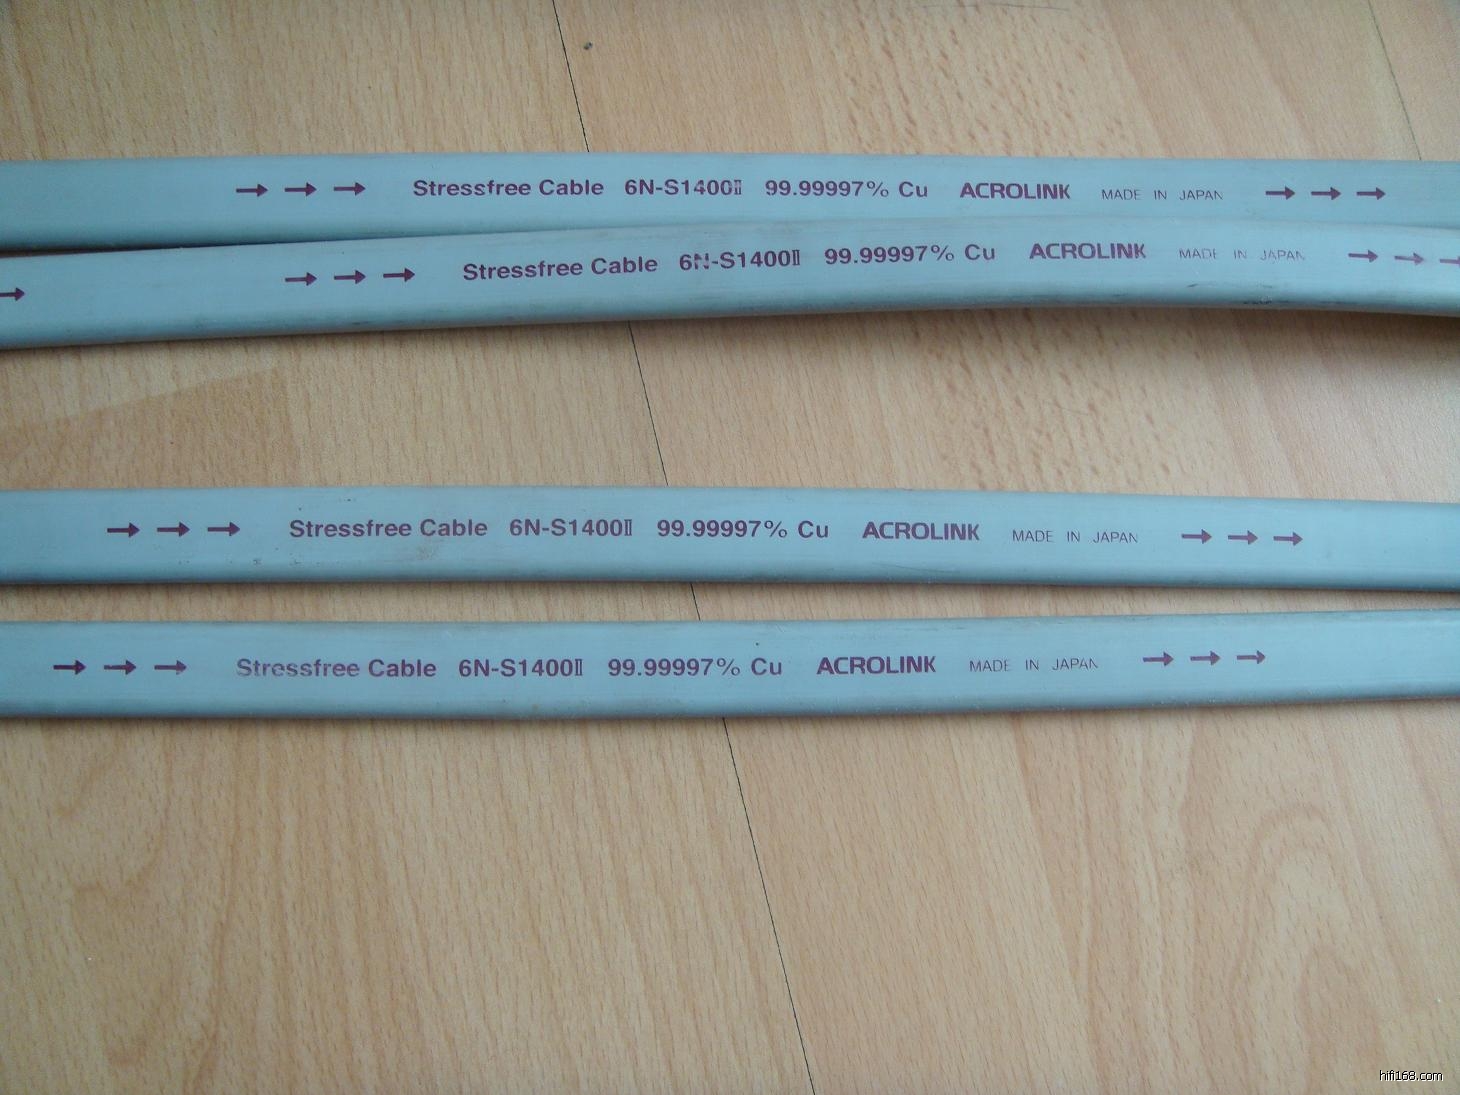 → → → Stressfree Cable 6N-S1400Ⅱ 99.99997% Cu ACROLINK MADE IN JAPAN → → →
→ → → → Stressfree Cable 6N-S1400Ⅱ 99.99997% Cu ACROLINK MADE IN JAPAN → → →
→ → → Stressfree Cable 6N-S1400Ⅱ 99.99997% Cu ACROLINK MADE IN JAPAN → → →
→ → → Stressfree Cable 6N-S1400Ⅱ 99.99997% Cu ACROLINK MADE IN JAPAN → → →
hifi168.com